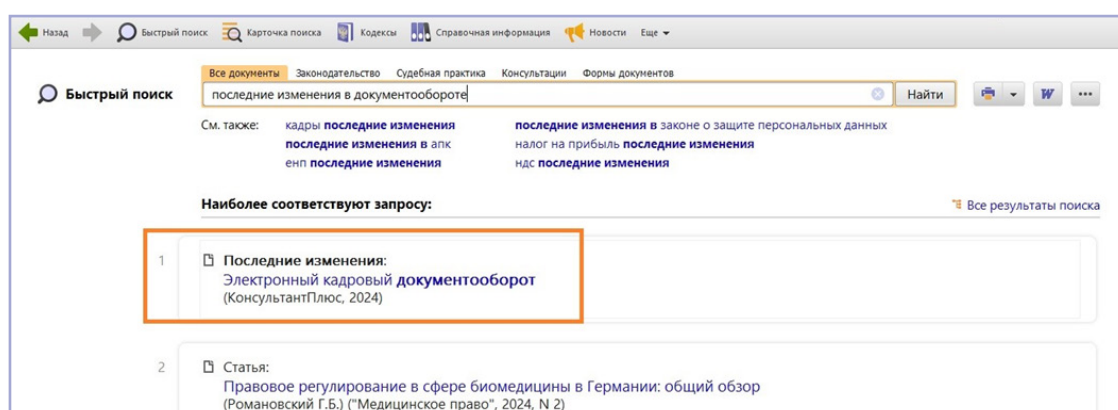 Назад Быстрый поиск Карточка поиска Кодексы Справочная информация Новости Еще
Все документы Законодательство Судебная практика Консультации Формы документов
Быстрый поиск последние изменения в документообороте Найти W ...
См. также: кадры последние изменения последние изменения в законе о защите персональных данных
последние изменения в апк налог на прибыль последние изменения
енп последние изменения ндс последние изменения
Наиболее соответствуют запросу: Все результаты поиска
1 Последние изменения:
Электронный кадровый документооборот
(КонсультантПлюс, 2024)
2 Статья:
Правовое регулирование в сфере биомедицины в Германии: общий обзор
(Романовский Г.Б.) ("Медицинское право", 2024, N 2)